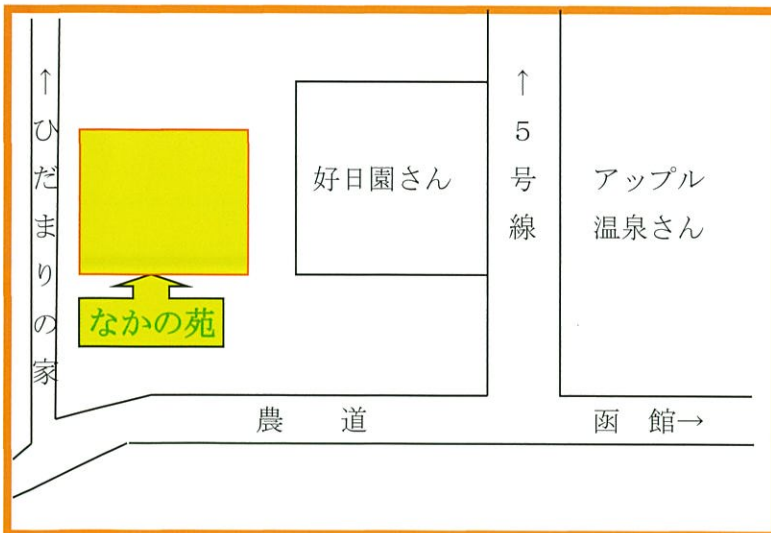 ↑ひだまりの家
なかの苑
好日園さん
↑5号線
アップル
温泉さん
農　道
函　館→